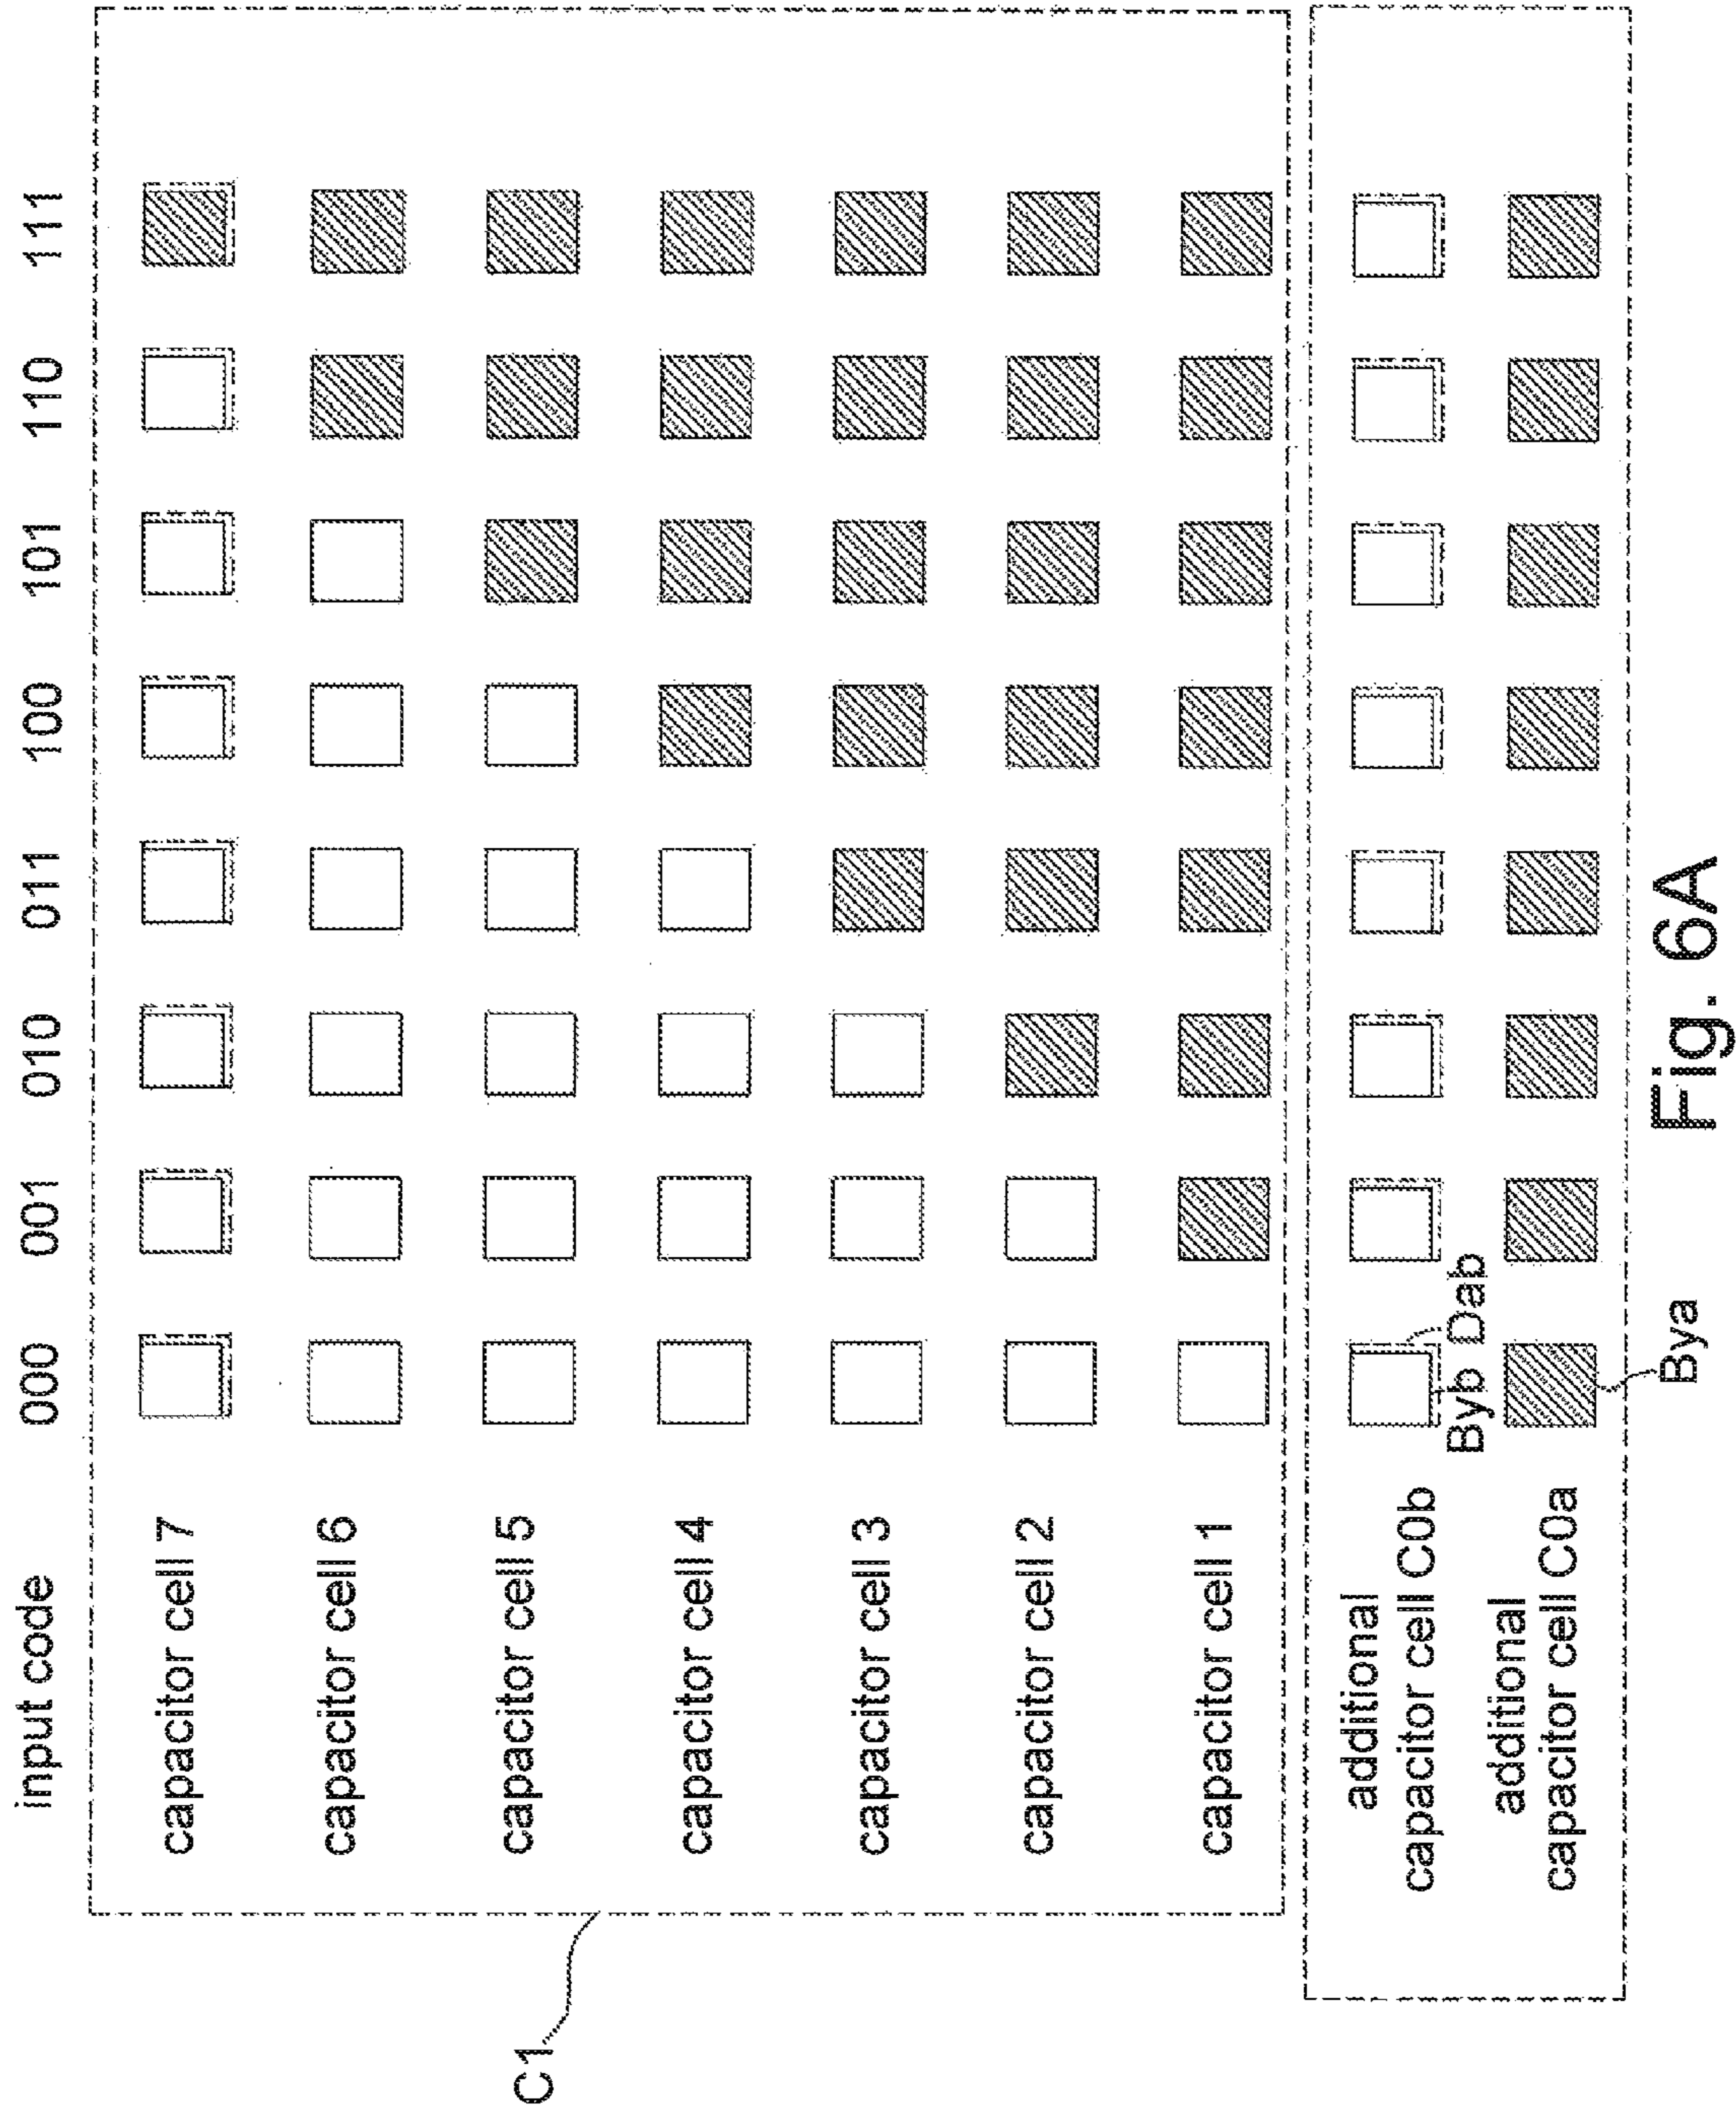 input code 000 001 010 011 100 101 110 111
capacitor cell 7
capacitor cell 6
capacitor cell 5
capacitor cell 4
capacitor cell 3
capacitor cell 2
capacitor cell 1
C1
additional
capacitor cell C0b
Byb Dab
additional
capacitor cell C0a
Bya
Fig. 6A